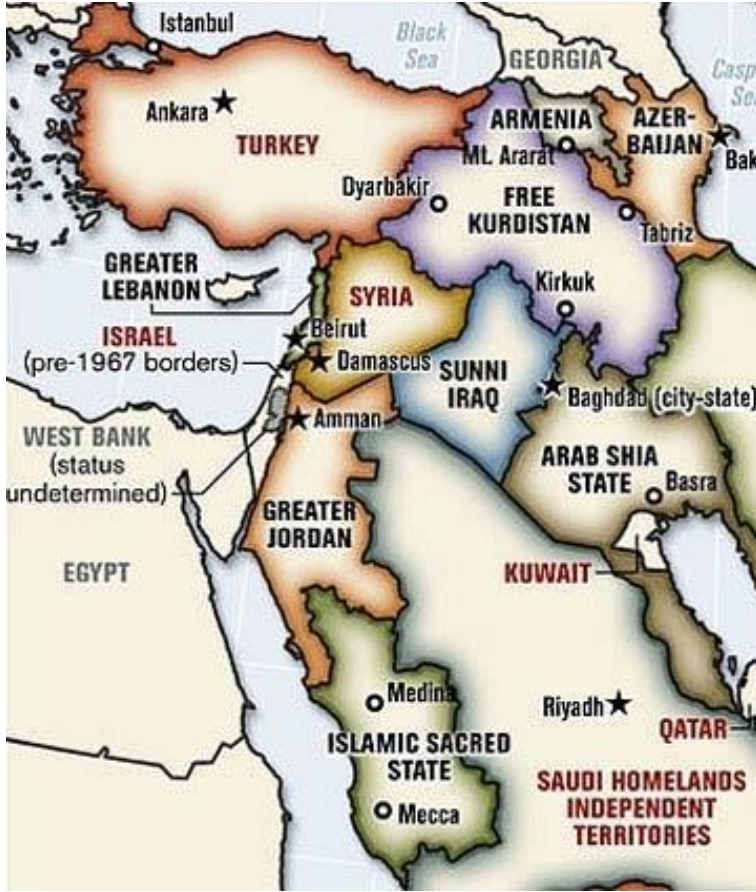 Istanbul
Black
Sea
GEORGIA
Casp
Se
Ankara
TURKEY
ARMENIA
AZER-
BAIJAN
Mt. Ararat
Bak
Dyarbakir
FREE
KURDISTAN
Tabriz
GREATER
LEBANON
SYRIA
Kirkuk
ISRAEL
(pre-1967 borders)
Beirut
Damascus
SUNNI
IRAQ
Baghdad (city-state)
WEST BANK
(status
undetermined)
Amman
ARAB SHIA
STATE
Basra
GREATER
JORDAN
EGYPT
KUWAIT
Medina
Riyadh
ISLAMIC SACRED
STATE
QATAR
Mecca
SAUDI HOMELANDS
INDEPENDENT
TERRITORIES